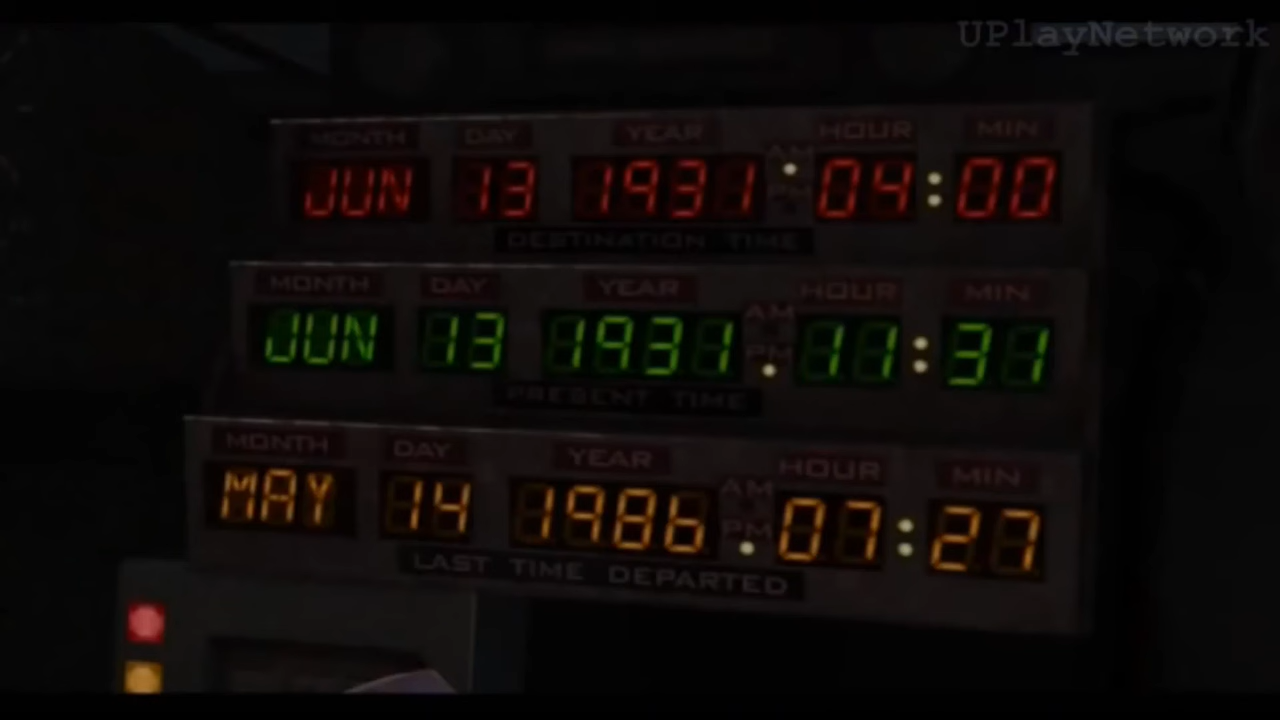 UPlayNetwork
MONTH DAY YEAR AM HOUR MIN
JUN 13 1931 PM 04:00
DESTINATION TIME
MONTH DAY YEAR AM HOUR MIN
JUN 13 1931 PM 11:31
PRESENT TIME
MONTH DAY YEAR AM HOUR MIN
MAY 14 1986 PM 07:27
LAST TIME DEPARTED